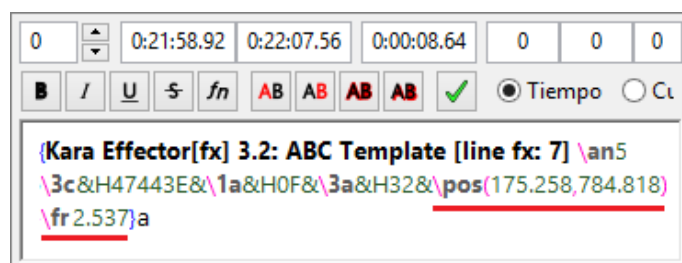 0 0:21:58.92 0:22:07.56 0:00:08.64 0 0 0
B I U S fn AB AB AB AB Tiempo Cu
{Kara Effector[fx] 3.2: ABC Template [line fx: 7] \an5
\3c&H47443E&\1a&H0F&\3a&H32&\pos(175.258,784.818)
\fr2.537}a